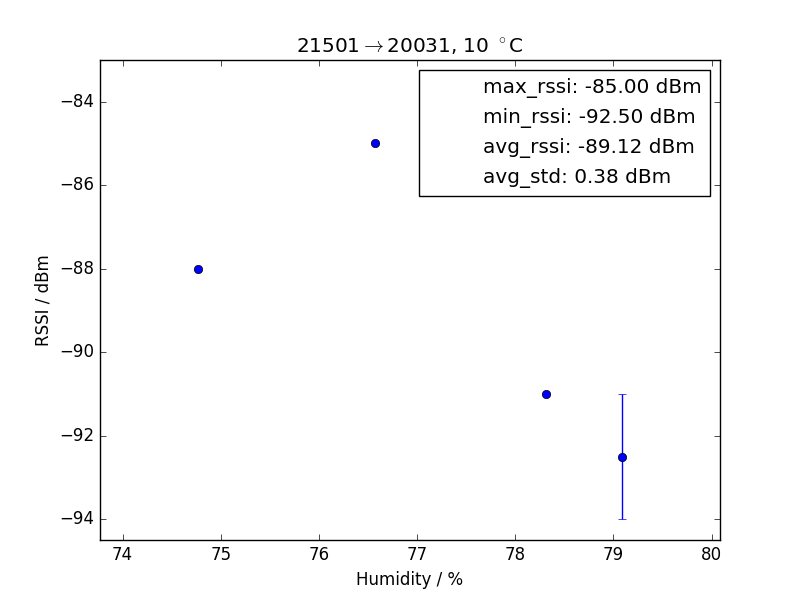 21501→20031, 10 °C
max_rssi: -85.00 dBm
min_rssi: -92.50 dBm
avg_rssi: -89.12 dBm
avg_std: 0.38 dBm
−84
−86
−88
−90
−92
−94
RSSI / dBm
74 75 76 77 78 79 80
Humidity / %